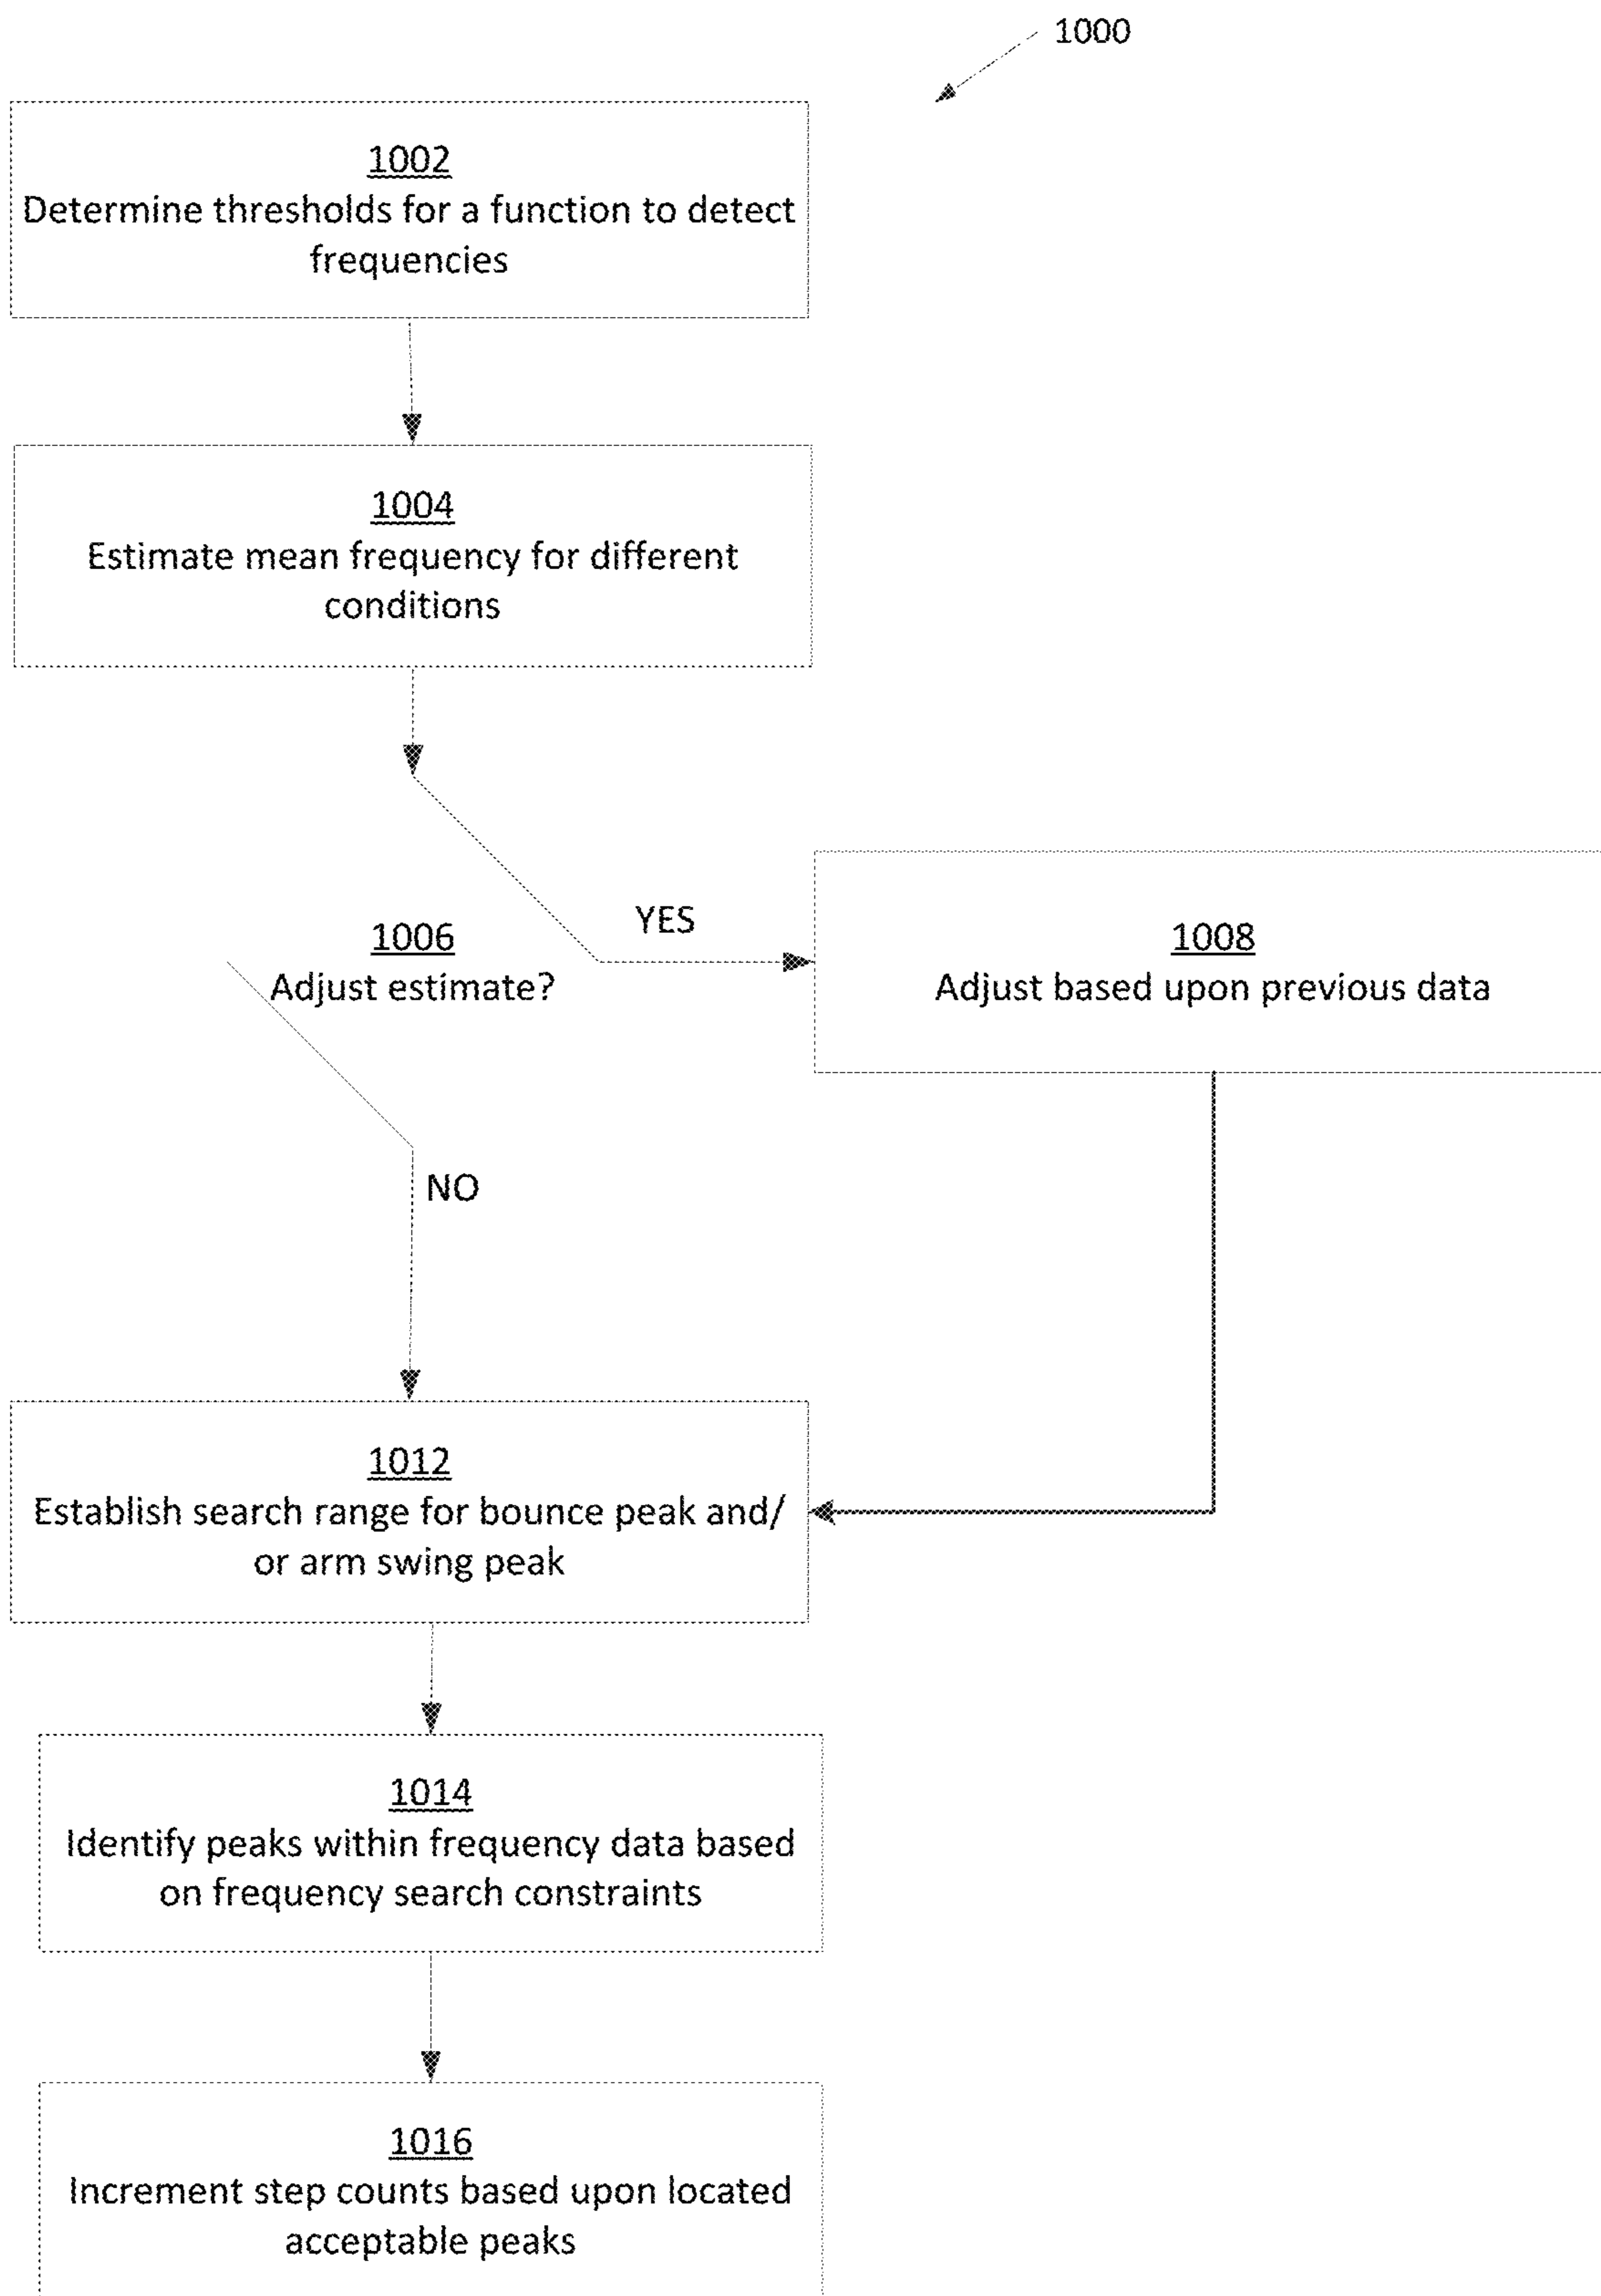 1000
1002
Determine thresholds for a function to detect
frequencies
1004
Estimate mean frequency for different
conditions
YES
1006
Adjust estimate?
1008
Adjust based upon previous data
NO
1012
Establish search range for bounce peak and/
or arm swing peak
1014
Identify peaks within frequency data based
on frequency search constraints
1016
Increment step counts based upon located
acceptable peaks